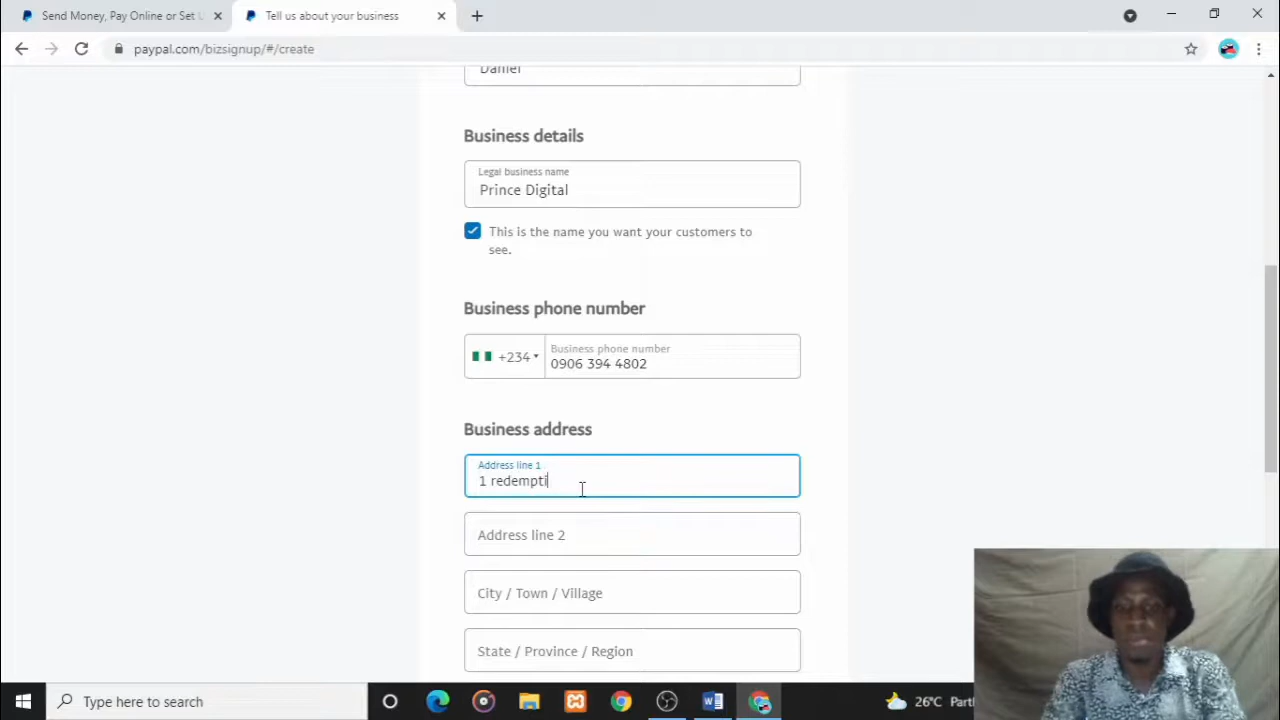 Send Money, Pay Online or Set U
Tell us about your business
paypal.com/bizsignup/#/create
Daniel
Business details
Legal business name
Prince Digital
This is the name you want your customers to
see.
Business phone number
+234
Business phone number
0906 394 4802
Business address
Address line 1
1 redempti
Address line 2
City / Town / Village
State / Province / Region
Type here to search
26°C